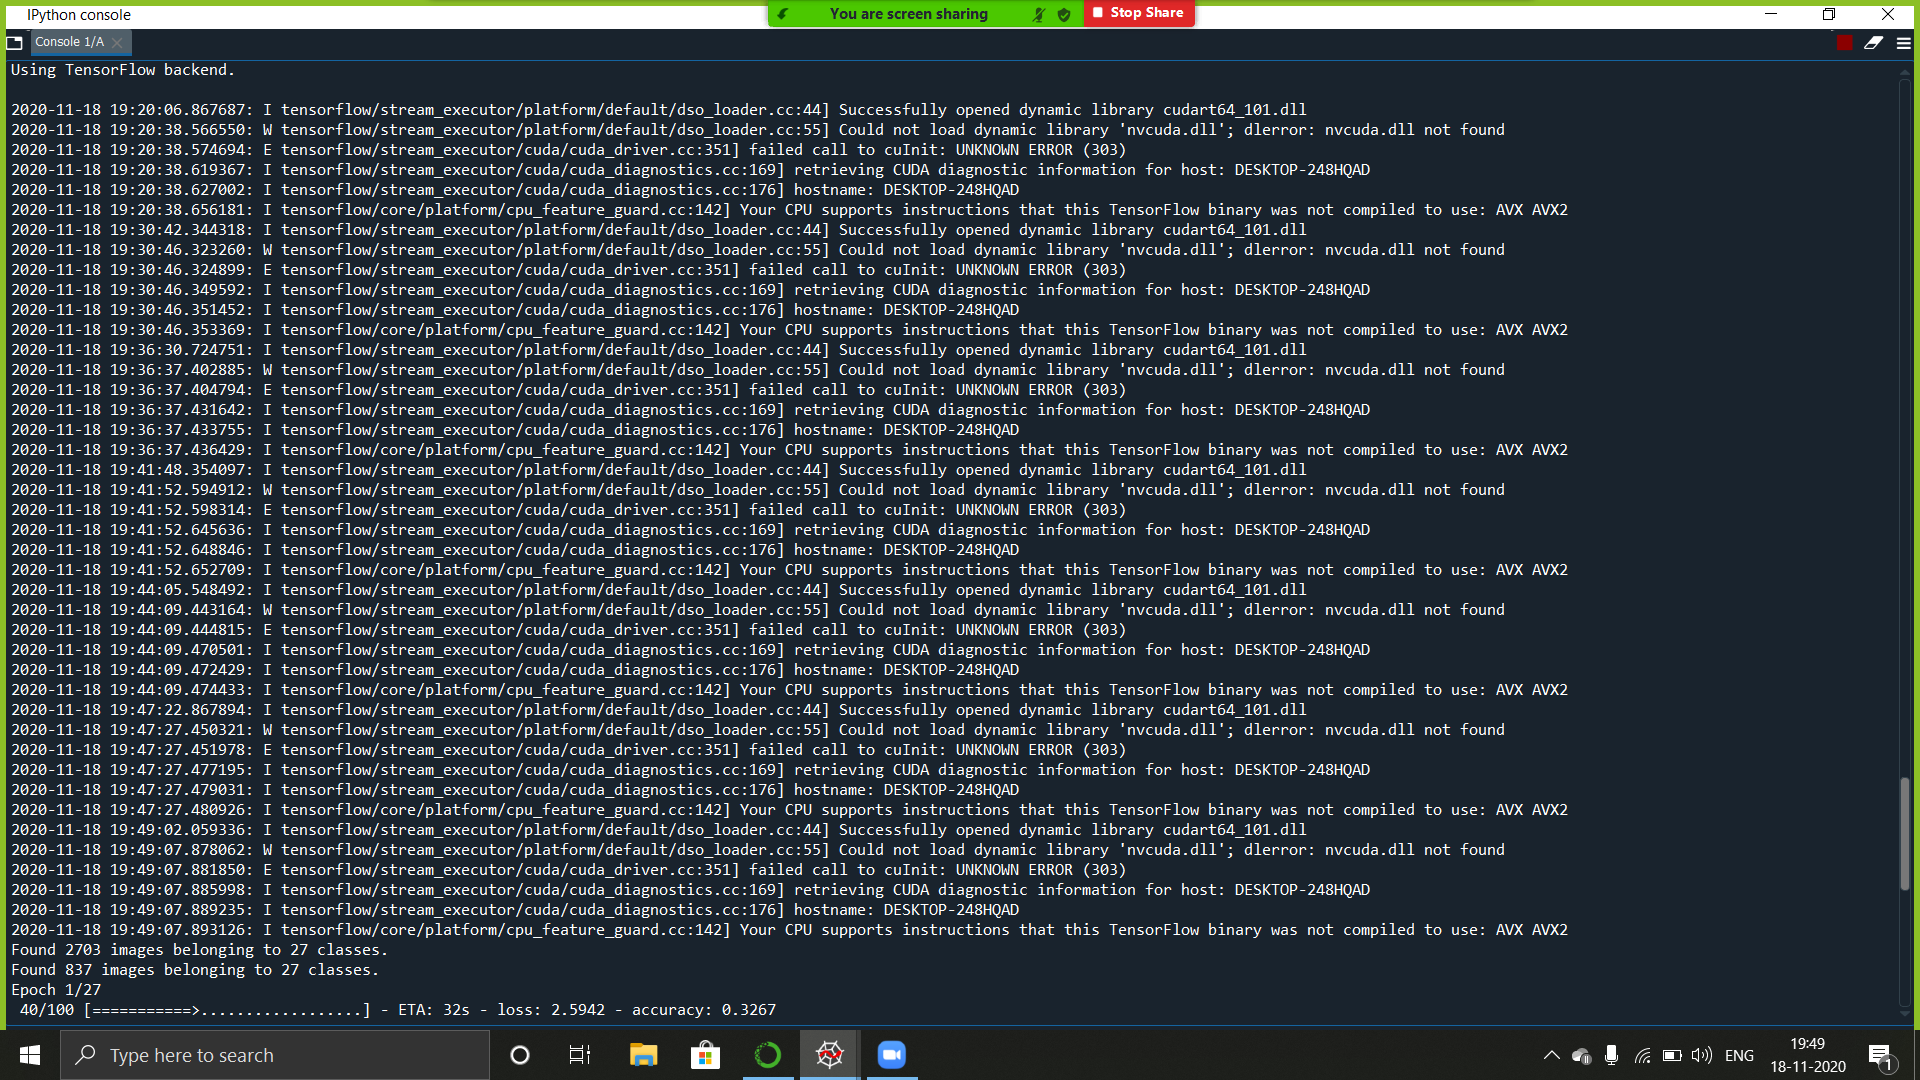 IPython console
You are screen sharing
Stop Share
Console 1/A
Using TensorFlow backend.
2020-11-18 19:20:06.867687: I tensorflow/stream_executor/platform/default/dso_loader.cc:44] Successfully opened dynamic library cudart64_101.dll
2020-11-18 19:20:38.566550: W tensorflow/stream_executor/platform/default/dso_loader.cc:55] Could not load dynamic library 'nvcuda.dll'; dlerror: nvcuda.dll not found
2020-11-18 19:20:38.574694: E tensorflow/stream_executor/cuda/cuda_driver.cc:351] failed call to cuInit: UNKNOWN ERROR (303)
2020-11-18 19:20:38.619367: I tensorflow/stream_executor/cuda/cuda_diagnostics.cc:169] retrieving CUDA diagnostic information for host: DESKTOP-248HQAD
2020-11-18 19:20:38.627002: I tensorflow/stream_executor/cuda/cuda_diagnostics.cc:176] hostname: DESKTOP-248HQAD
2020-11-18 19:20:38.656181: I tensorflow/core/platform/cpu_feature_guard.cc:142] Your CPU supports instructions that this TensorFlow binary was not compiled to use: AVX AVX2
2020-11-18 19:30:42.344318: I tensorflow/stream_executor/platform/default/dso_loader.cc:44] Successfully opened dynamic library cudart64_101.dll
2020-11-18 19:30:46.323260: W tensorflow/stream_executor/platform/default/dso_loader.cc:55] Could not load dynamic library 'nvcuda.dll'; dlerror: nvcuda.dll not found
2020-11-18 19:30:46.324899: E tensorflow/stream_executor/cuda/cuda_driver.cc:351] failed call to cuInit: UNKNOWN ERROR (303)
2020-11-18 19:30:46.349592: I tensorflow/stream_executor/cuda/cuda_diagnostics.cc:169] retrieving CUDA diagnostic information for host: DESKTOP-248HQAD
2020-11-18 19:30:46.351452: I tensorflow/stream_executor/cuda/cuda_diagnostics.cc:176] hostname: DESKTOP-248HQAD
2020-11-18 19:30:46.353369: I tensorflow/core/platform/cpu_feature_guard.cc:142] Your CPU supports instructions that this TensorFlow binary was not compiled to use: AVX AVX2
2020-11-18 19:36:30.724751: I tensorflow/stream_executor/platform/default/dso_loader.cc:44] Successfully opened dynamic library cudart64_101.dll
2020-11-18 19:36:37.402885: W tensorflow/stream_executor/platform/default/dso_loader.cc:55] Could not load dynamic library 'nvcuda.dll'; dlerror: nvcuda.dll not found
2020-11-18 19:36:37.404794: E tensorflow/stream_executor/cuda/cuda_driver.cc:351] failed call to cuInit: UNKNOWN ERROR (303)
2020-11-18 19:36:37.431642: I tensorflow/stream_executor/cuda/cuda_diagnostics.cc:169] retrieving CUDA diagnostic information for host: DESKTOP-248HQAD
2020-11-18 19:36:37.433755: I tensorflow/stream_executor/cuda/cuda_diagnostics.cc:176] hostname: DESKTOP-248HQAD
2020-11-18 19:36:37.436429: I tensorflow/core/platform/cpu_feature_guard.cc:142] Your CPU supports instructions that this TensorFlow binary was not compiled to use: AVX AVX2
2020-11-18 19:41:48.354097: I tensorflow/stream_executor/platform/default/dso_loader.cc:44] Successfully opened dynamic library cudart64_101.dll
2020-11-18 19:41:52.594912: W tensorflow/stream_executor/platform/default/dso_loader.cc:55] Could not load dynamic library 'nvcuda.dll'; dlerror: nvcuda.dll not found
2020-11-18 19:41:52.598314: E tensorflow/stream_executor/cuda/cuda_driver.cc:351] failed call to cuInit: UNKNOWN ERROR (303)
2020-11-18 19:41:52.645636: I tensorflow/stream_executor/cuda/cuda_diagnostics.cc:169] retrieving CUDA diagnostic information for host: DESKTOP-248HQAD
2020-11-18 19:41:52.648846: I tensorflow/stream_executor/cuda/cuda_diagnostics.cc:176] hostname: DESKTOP-248HQAD
2020-11-18 19:41:52.652709: I tensorflow/core/platform/cpu_feature_guard.cc:142] Your CPU supports instructions that this TensorFlow binary was not compiled to use: AVX AVX2
2020-11-18 19:44:05.548492: I tensorflow/stream_executor/platform/default/dso_loader.cc:44] Successfully opened dynamic library cudart64_101.dll
2020-11-18 19:44:09.443164: W tensorflow/stream_executor/platform/default/dso_loader.cc:55] Could not load dynamic library 'nvcuda.dll'; dlerror: nvcuda.dll not found
2020-11-18 19:44:09.444815: E tensorflow/stream_executor/cuda/cuda_driver.cc:351] failed call to cuInit: UNKNOWN ERROR (303)
2020-11-18 19:44:09.470501: I tensorflow/stream_executor/cuda/cuda_diagnostics.cc:169] retrieving CUDA diagnostic information for host: DESKTOP-248HQAD
2020-11-18 19:44:09.472429: I tensorflow/stream_executor/cuda/cuda_diagnostics.cc:176] hostname: DESKTOP-248HQAD
2020-11-18 19:44:09.474433: I tensorflow/core/platform/cpu_feature_guard.cc:142] Your CPU supports instructions that this TensorFlow binary was not compiled to use: AVX AVX2
2020-11-18 19:47:22.867894: I tensorflow/stream_executor/platform/default/dso_loader.cc:44] Successfully opened dynamic library cudart64_101.dll
2020-11-18 19:47:27.450321: W tensorflow/stream_executor/platform/default/dso_loader.cc:55] Could not load dynamic library 'nvcuda.dll'; dlerror: nvcuda.dll not found
2020-11-18 19:47:27.451978: E tensorflow/stream_executor/cuda/cuda_driver.cc:351] failed call to cuInit: UNKNOWN ERROR (303)
2020-11-18 19:47:27.477195: I tensorflow/stream_executor/cuda/cuda_diagnostics.cc:169] retrieving CUDA diagnostic information for host: DESKTOP-248HQAD
2020-11-18 19:47:27.479031: I tensorflow/stream_executor/cuda/cuda_diagnostics.cc:176] hostname: DESKTOP-248HQAD
2020-11-18 19:47:27.480926: I tensorflow/core/platform/cpu_feature_guard.cc:142] Your CPU supports instructions that this TensorFlow binary was not compiled to use: AVX AVX2
2020-11-18 19:49:02.059336: I tensorflow/stream_executor/platform/default/dso_loader.cc:44] Successfully opened dynamic library cudart64_101.dll
2020-11-18 19:49:07.878062: W tensorflow/stream_executor/platform/default/dso_loader.cc:55] Could not load dynamic library 'nvcuda.dll'; dlerror: nvcuda.dll not found
2020-11-18 19:49:07.881850: E tensorflow/stream_executor/cuda/cuda_driver.cc:351] failed call to cuInit: UNKNOWN ERROR (303)
2020-11-18 19:49:07.885998: I tensorflow/stream_executor/cuda/cuda_diagnostics.cc:169] retrieving CUDA diagnostic information for host: DESKTOP-248HQAD
2020-11-18 19:49:07.889235: I tensorflow/stream_executor/cuda/cuda_diagnostics.cc:176] hostname: DESKTOP-248HQAD
2020-11-18 19:49:07.893126: I tensorflow/core/platform/cpu_feature_guard.cc:142] Your CPU supports instructions that this TensorFlow binary was not compiled to use: AVX AVX2
Found 2703 images belonging to 27 classes.
Found 837 images belonging to 27 classes.
Epoch 1/27
40/100 [===========>..................] - ETA: 32s - loss: 2.5942 - accuracy: 0.3267
Type here to search
ENG
19:49
18-11-2020
1